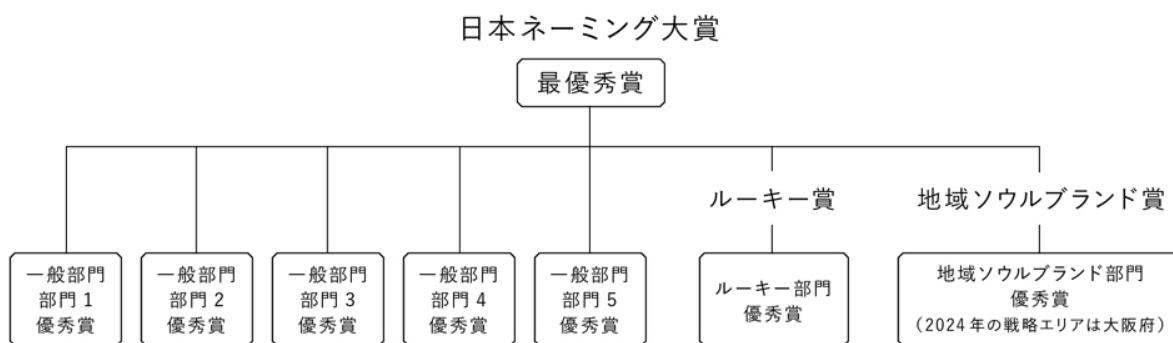 日本ネーミング大賞
最優秀賞
ルーキー賞
地域ソウルブランド賞
一般部門
部門1
優秀賞
一般部門
部門2
優秀賞
一般部門
部門3
優秀賞
一般部門
部門4
優秀賞
一般部門
部門5
優秀賞
ルーキー部門
優秀賞
地域ソウルブランド部門
優秀賞
（2024年の戦略エリアは大阪府）